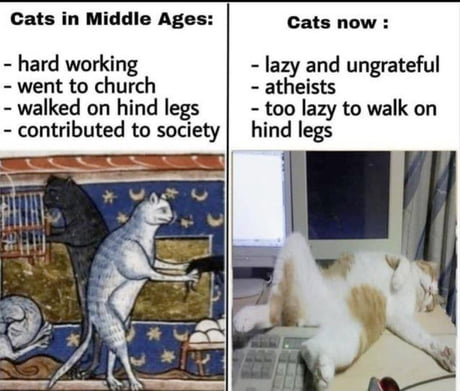 Cats in Middle Ages:
- hard working
- went to church
- walked on hind legs
- contributed to society
Cats now :
- lazy and ungrateful
- atheists
- too lazy to walk on
hind legs